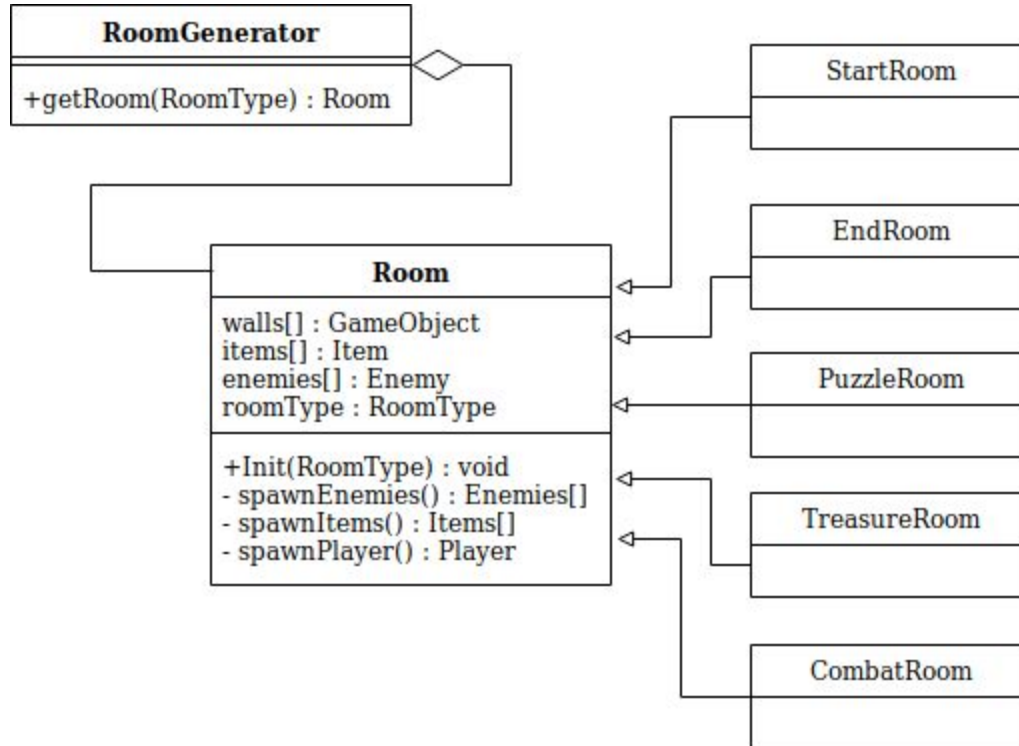 RoomGenerator
+getRoom(RoomType) : Room
Room
walls[] : GameObject
items[] : Item
enemies[] : Enemy
roomType : RoomType
+Init(RoomType) : void
- spawnEnemies() : Enemies[]
- spawnItems() : Items[]
- spawnPlayer() : Player
StartRoom
EndRoom
PuzzleRoom
TreasureRoom
CombatRoom